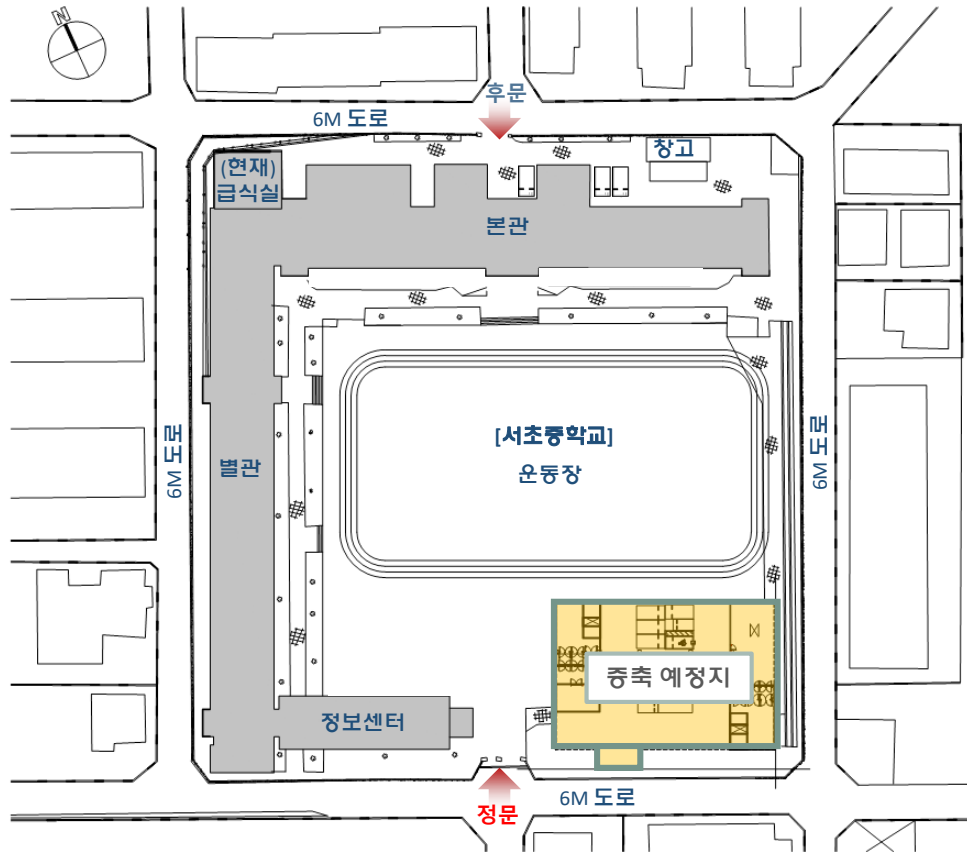 N
후문
6M 도로
(현재)
급식실
창고
본관
[서초중학교]
운동장
6M 도로
별관
6M 도로
증축 예정지
정보센터
6M 도로
정문